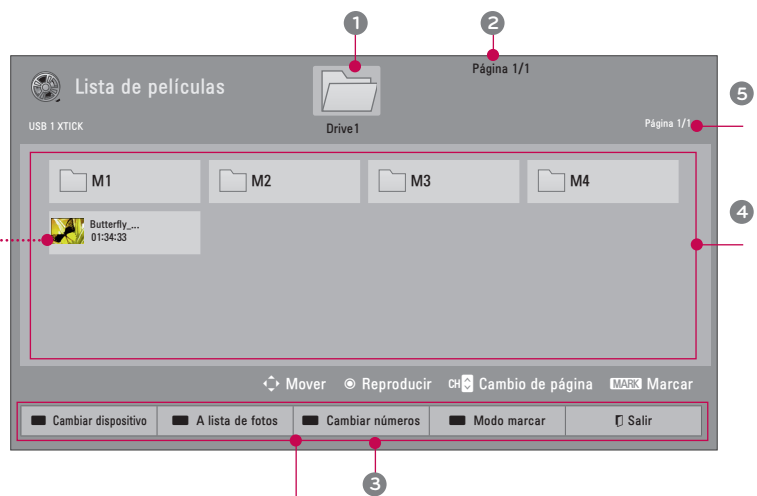 1
2
Página 1/1
Lista de películas
5
USB 1 XTICK
Drive1
Página 1/1
M1
M2
M3
M4
4
Butterfly_...
01:34:33
Mover
Reproducir
CH Cambio de página
MARK Marcar
Cambiar dispositivo
A lista de fotos
Cambiar números
Modo marcar
Salir
3